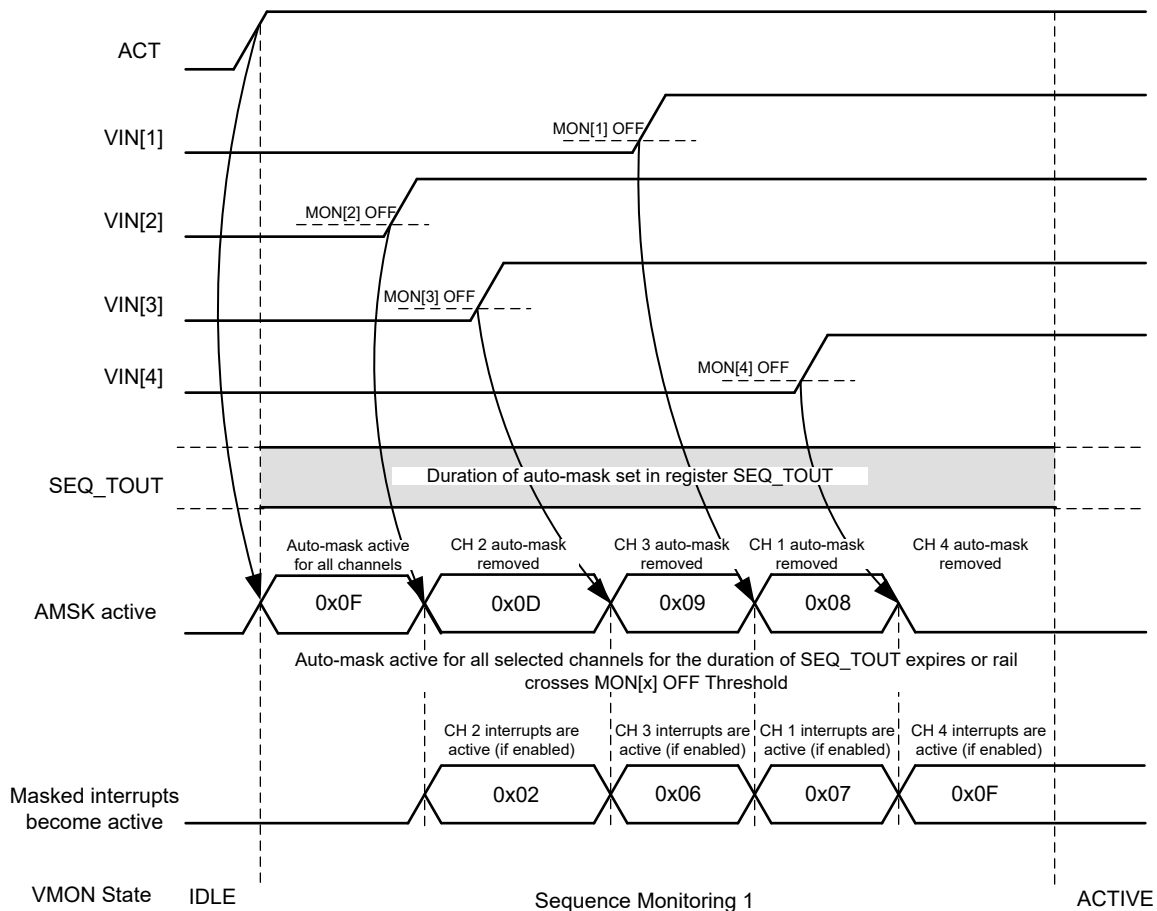 ACT
MON[1] OFF
VIN[1]
MON[2] OFF
VIN[2]
MON[3] OFF
VIN[3]
MON[4] OFF
VIN[4]
Duration of auto-mask set in register SEQ_TOUT
SEQ_TOUT
Auto-mask active
for all channels
CH 2 auto-mask
removed
CH 3 auto-mask
removed
CH 1 auto-mask
removed
CH 4 auto-mask
removed
AMSK active
0x0F
0x0D
0x09
0x08
Auto-mask active for all selected channels for the duration of SEQ_TOUT expires or rail
crosses MON[x] OFF Threshold
CH 2 interrupts are
active (if enabled)
CH 3 interrupts are
active (if enabled)
CH 1 interrupts are
active (if enabled)
CH 4 interrupts are
active (if enabled)
Masked interrupts
become active
0x02
0x06
0x07
0x0F
VMON State
IDLE
Sequence Monitoring 1
ACTIVE